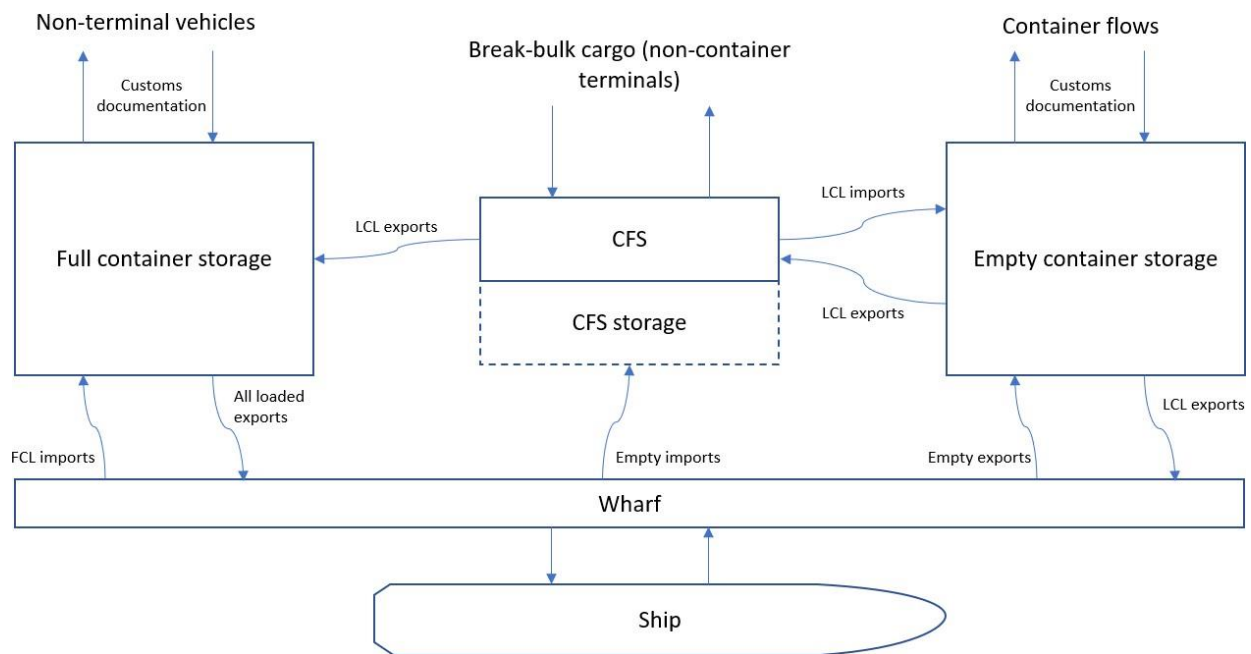 Non-terminal vehicles
Container flows
Break-bulk cargo (non-container
terminals)
Customs
documentation
Customs
documentation
LCL imports
LCL exports
CFS
Full container storage
Empty container storage
LCL exports
CFS storage
All loaded
exports
LCL exports
FCL imports
Empty imports
Empty exports
Wharf
Ship